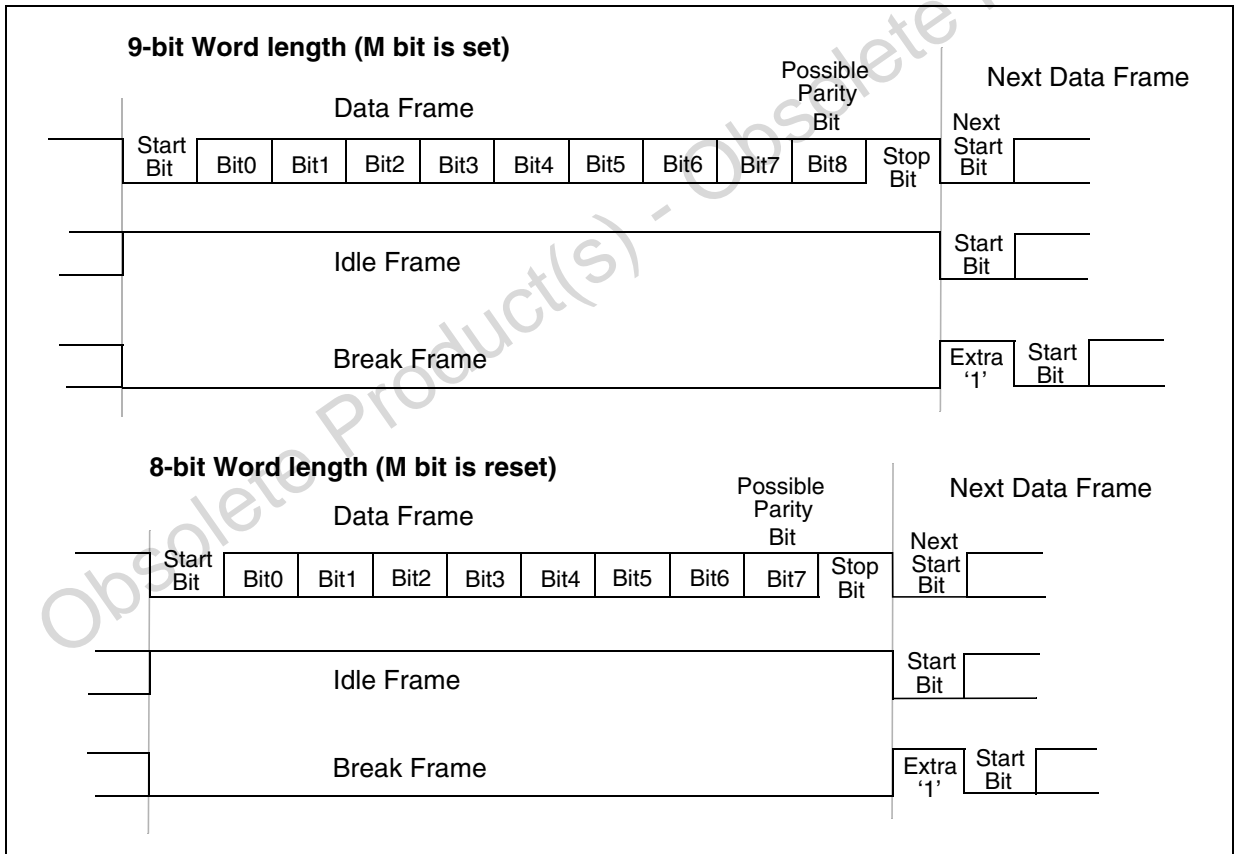 9-bit Word length (M bit is set)
Possible
Parity
Bit
Next Data Frame
Data Frame
Next
Start
Bit
Start
Bit
Bit0
Bit1
Bit2
Bit3
Bit4
Bit5
Bit6
Bit7
Bit8
Stop
Bit
Idle Frame
Start
Bit
Break Frame
Extra
‘1’
Start
Bit
8-bit Word length (M bit is reset)
Possible
Parity
Bit
Next Data Frame
Data Frame
Next
Start
Bit
Start
Bit
Bit0
Bit1
Bit2
Bit3
Bit4
Bit5
Bit6
Bit7
Stop
Bit
Idle Frame
Start
Bit
Break Frame
Extra
‘1’
Start
Bit
Obsolete Product(s) - Obsolete